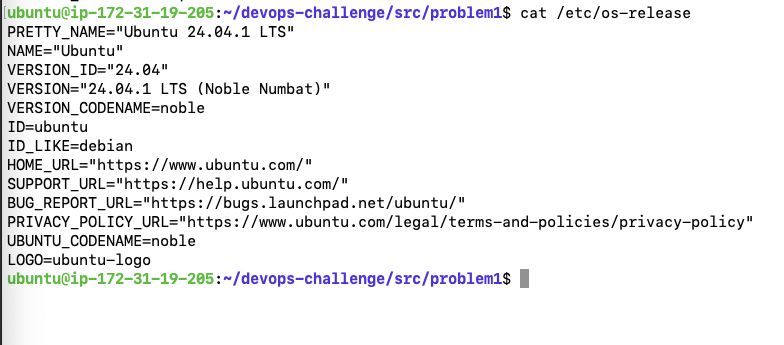 ubuntu@ip-172-31-19-205:~/devops-challenge/src/problem1$ cat /etc/os-release
PRETTY_NAME="Ubuntu 24.04.1 LTS"
NAME="Ubuntu"
VERSION_ID="24.04"
VERSION="24.04.1 LTS (Noble Numbat)"
VERSION_CODENAME=noble
ID=ubuntu
ID_LIKE=debian
HOME_URL="https://www.ubuntu.com/"
SUPPORT_URL="https://help.ubuntu.com/"
BUG_REPORT_URL="https://bugs.launchpad.net/ubuntu/"
PRIVACY_POLICY_URL="https://www.ubuntu.com/legal/terms-and-policies/privacy-policy"
UBUNTU_CODENAME=noble
LOGO=ubuntu-logo
ubuntu@ip-172-31-19-205:~/devops-challenge/src/problem1$